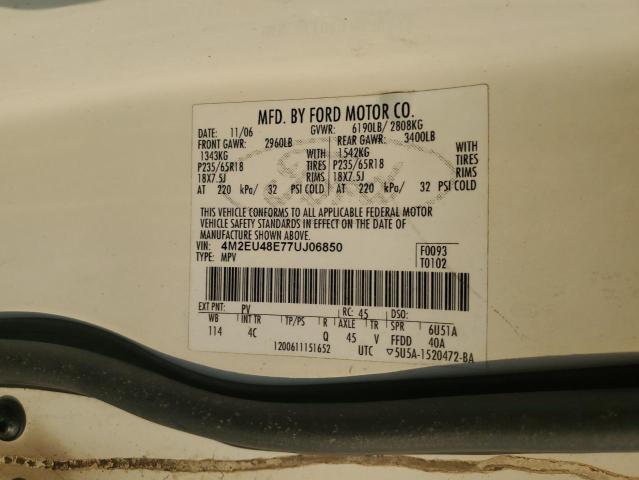 MFD. BY FORD MOTOR CO.
DATE: 11/06 GVWR: 6190LB/ 2808KG
FRONT GAWR: 2960LB REAR GAWR: 3400LB
1343KG WITH 1542KG WITH
P235/65R18 TIRES P235/65R18 TIRES
18X7.5J RIMS 18X7.5J RIMS
AT 220 kPa/ 32 PSI COLD AT 220 kPa/ 32 PSI COLD
THIS VEHICLE CONFORMS TO ALL APPLICABLE FEDERAL MOTOR
VEHICLE SAFETY STANDARDS IN EFFECT ON THE DATE OF
MANUFACTURE SHOWN ABOVE.
VIN: 4M2EU48E77UJ06850 F0093
TYPE: MPV T0102
EXT PNT: PV RC: 45 DSO:
WB INT TR TP/PS R AXLE TR SPR 6U51A
114 4C Q 45 V FFDD 40A
1200611151652 UTC ▽5U5A-1520472-BA